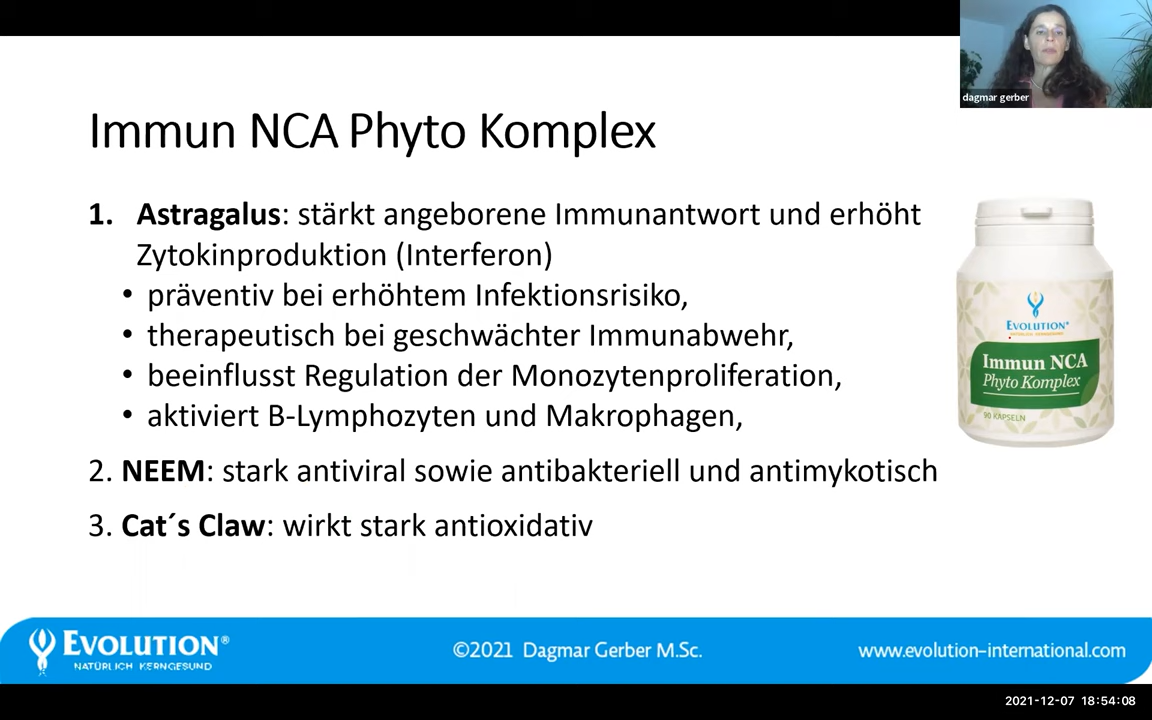 dagmar gerber
Immun NCA Phyto Komplex
1. Astragalus: stärkt angeborene Immunantwort und erhöht
Zytokinproduktion (Interferon)
• präventiv bei erhöhtem Infektionsrisiko,
• therapeutisch bei geschwächter Immunabwehr,
• beeinflusst Regulation der Monozytenproliferation,
• aktiviert B-Lymphozyten und Makrophagen,
2. NEEM: stark antiviral sowie antibakteriell und antimykotisch
3. Cat´s Claw: wirkt stark antioxidativ
EVOLUTION®
NATÜRLICH KERNGESUND
Immun NCA
Phyto Komplex
90 KAPSELN
EVOLUTION®
NATÜRLICH KERNGESUND
©2021 Dagmar Gerber M.Sc.
www.evolution-international.com
2021-12-07 18:54:08